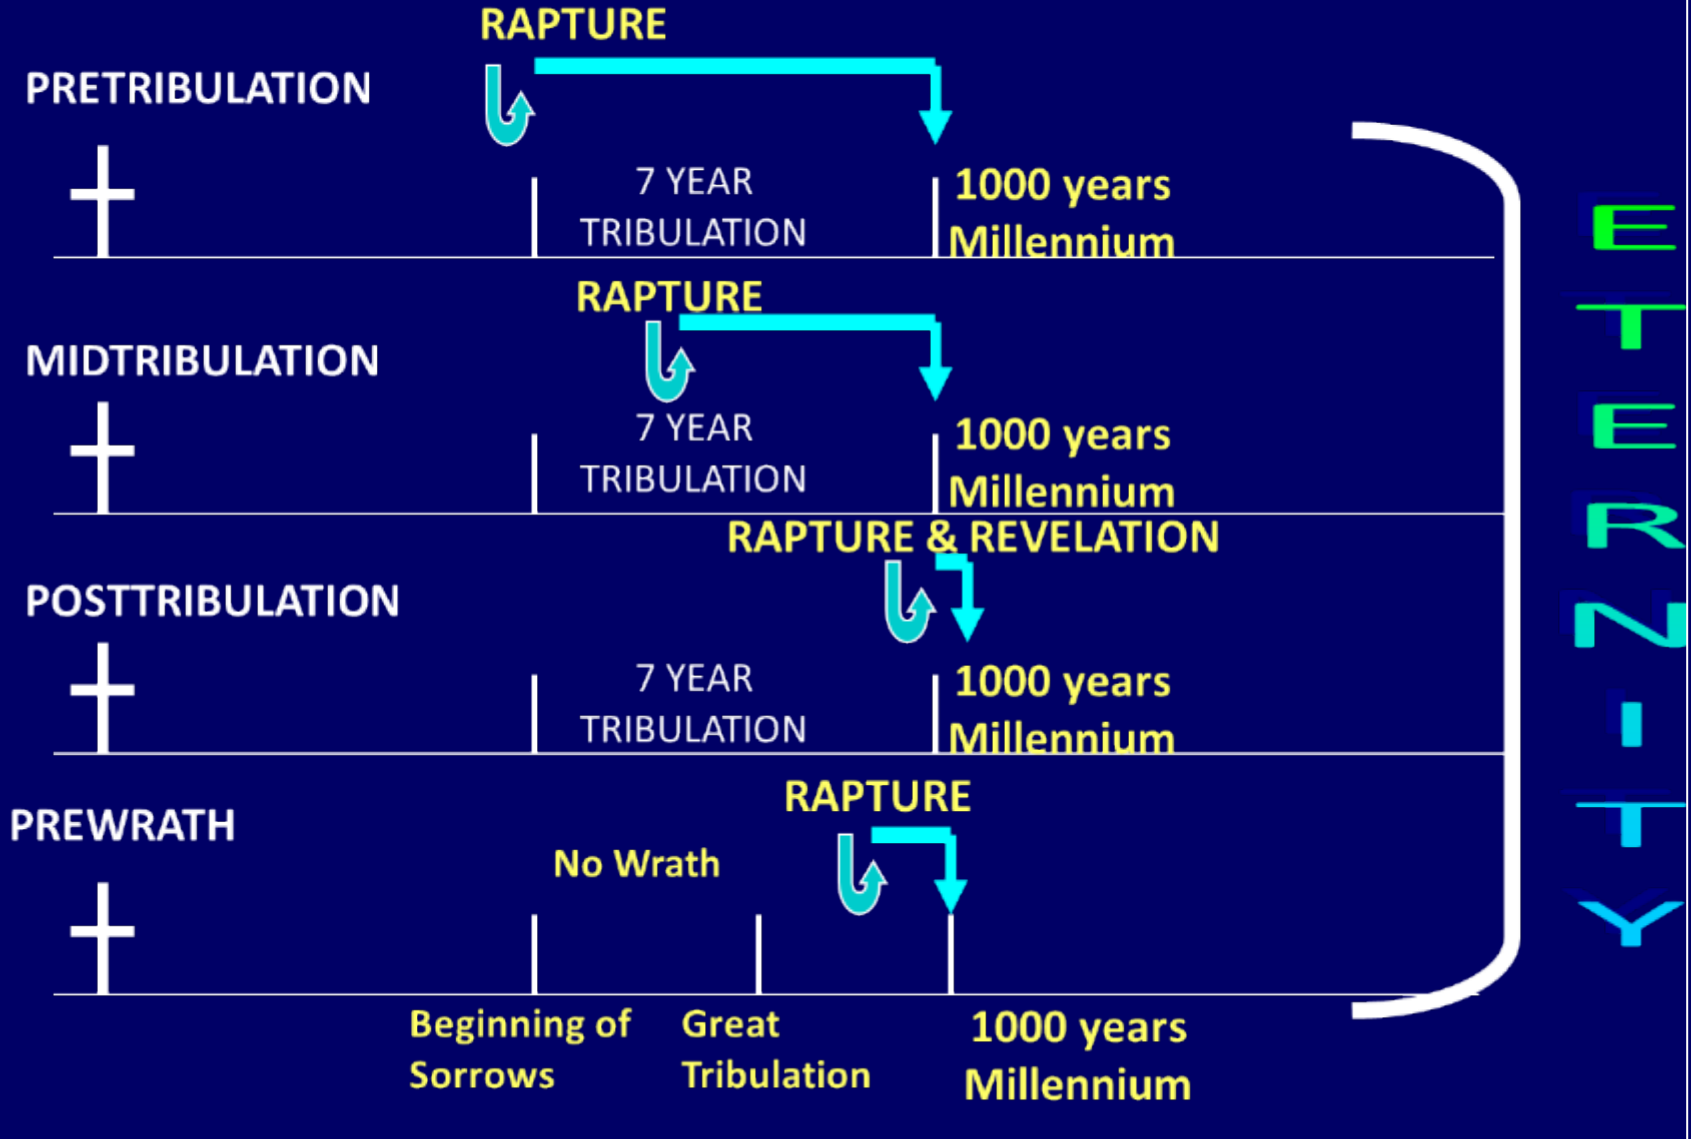 RAPTURE
PRETRIBULATION
7 YEAR
TRIBULATION
1000 years
Millennium
RAPTURE
MIDTRIBULATION
7 YEAR
TRIBULATION
1000 years
Millennium
RAPTURE & REVELATION
POSTTRIBULATION
7 YEAR
TRIBULATION
1000 years
Millennium
RAPTURE
PREWRATH
No Wrath
Beginning of
Sorrows
Great
Tribulation
1000 years
Millennium
ETERNITY